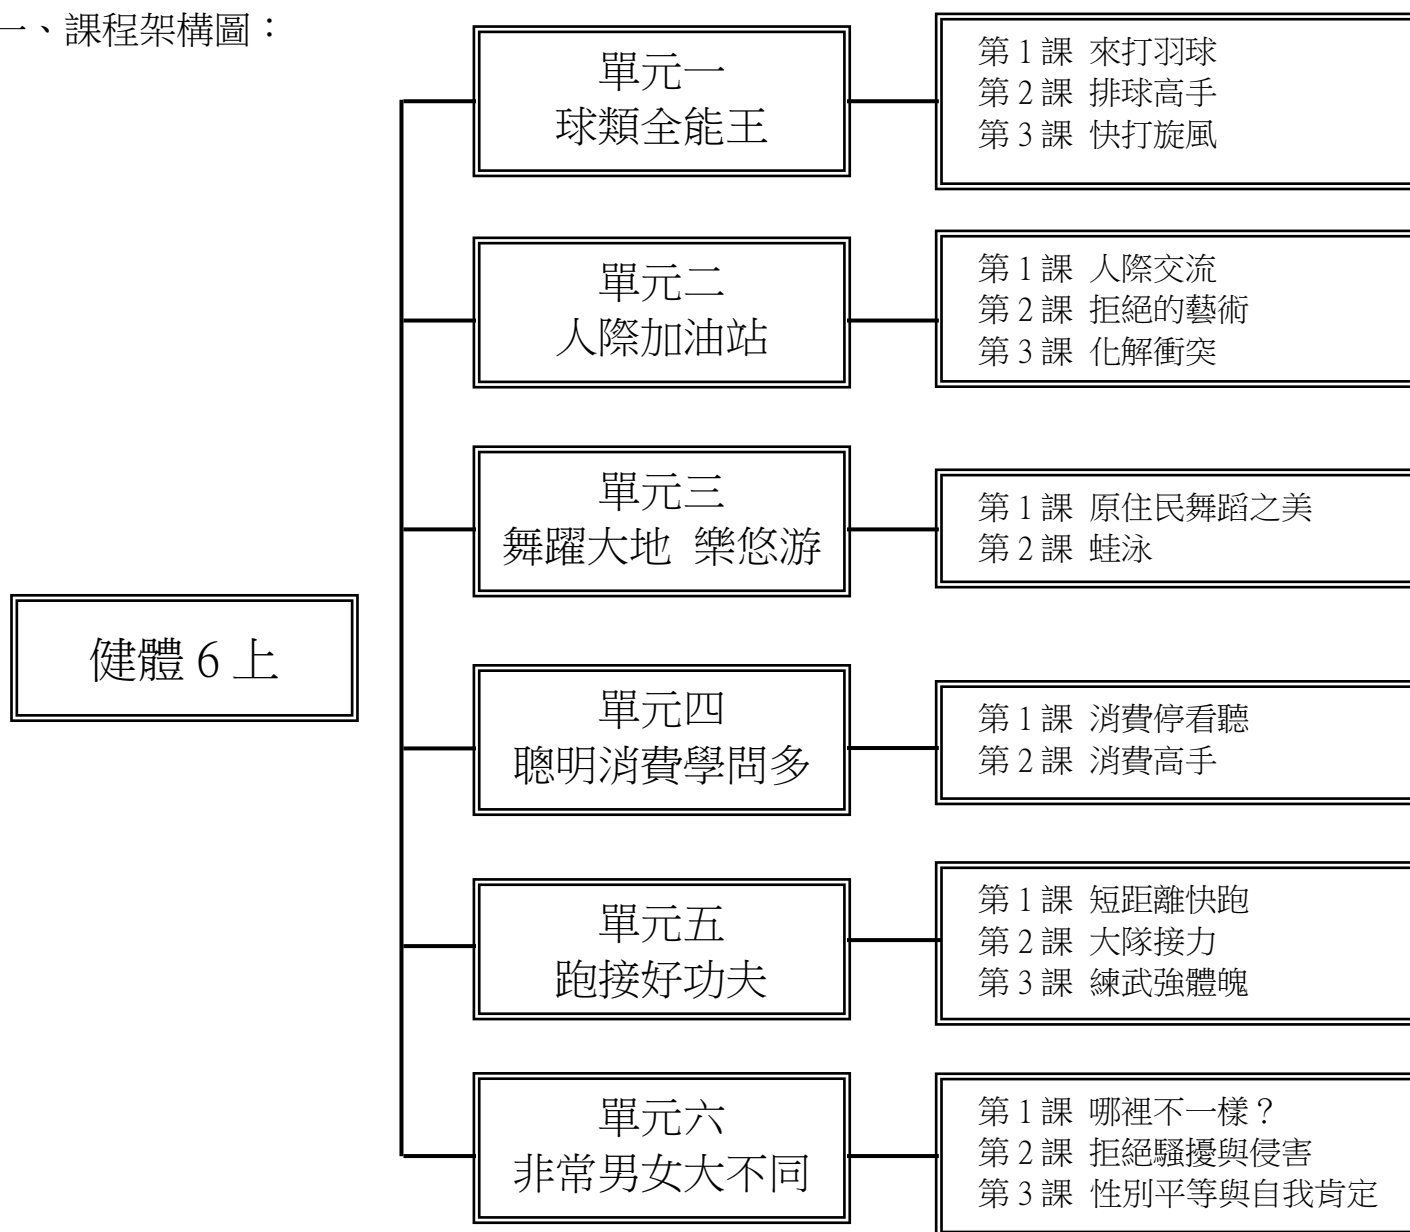 一、課程架構圖：
健體 6 上
單元一
球類全能王
第 1 課 來打羽球
第 2 課 排球高手
第 3 課 快打旋風
單元二
人際加油站
第 1 課 人際交流
第 2 課 拒絕的藝術
第 3 課 化解衝突
單元三
舞躍大地 樂悠游
第 1 課 原住民舞蹈之美
第 2 課 蛙泳
單元四
聰明消費學問多
第 1 課 消費停看聽
第 2 課 消費高手
單元五
跑接好功夫
第 1 課 短距離快跑
第 2 課 大隊接力
第 3 課 練武強體魄
單元六
非常男女大不同
第 1 課 哪裡不一樣？
第 2 課 拒絕騷擾與侵害
第 3 課 性別平等與自我肯定